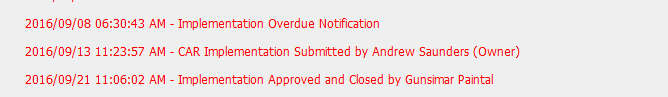 2016/09/08 06:30:43 AM - Implementation Overdue Notification
2016/09/13 11:23:57 AM - CAR Implementation Submitted by Andrew Saunders (Owner)
2016/09/21 11:06:02 AM - Implementation Approved and Closed by Gunsimar Paintal